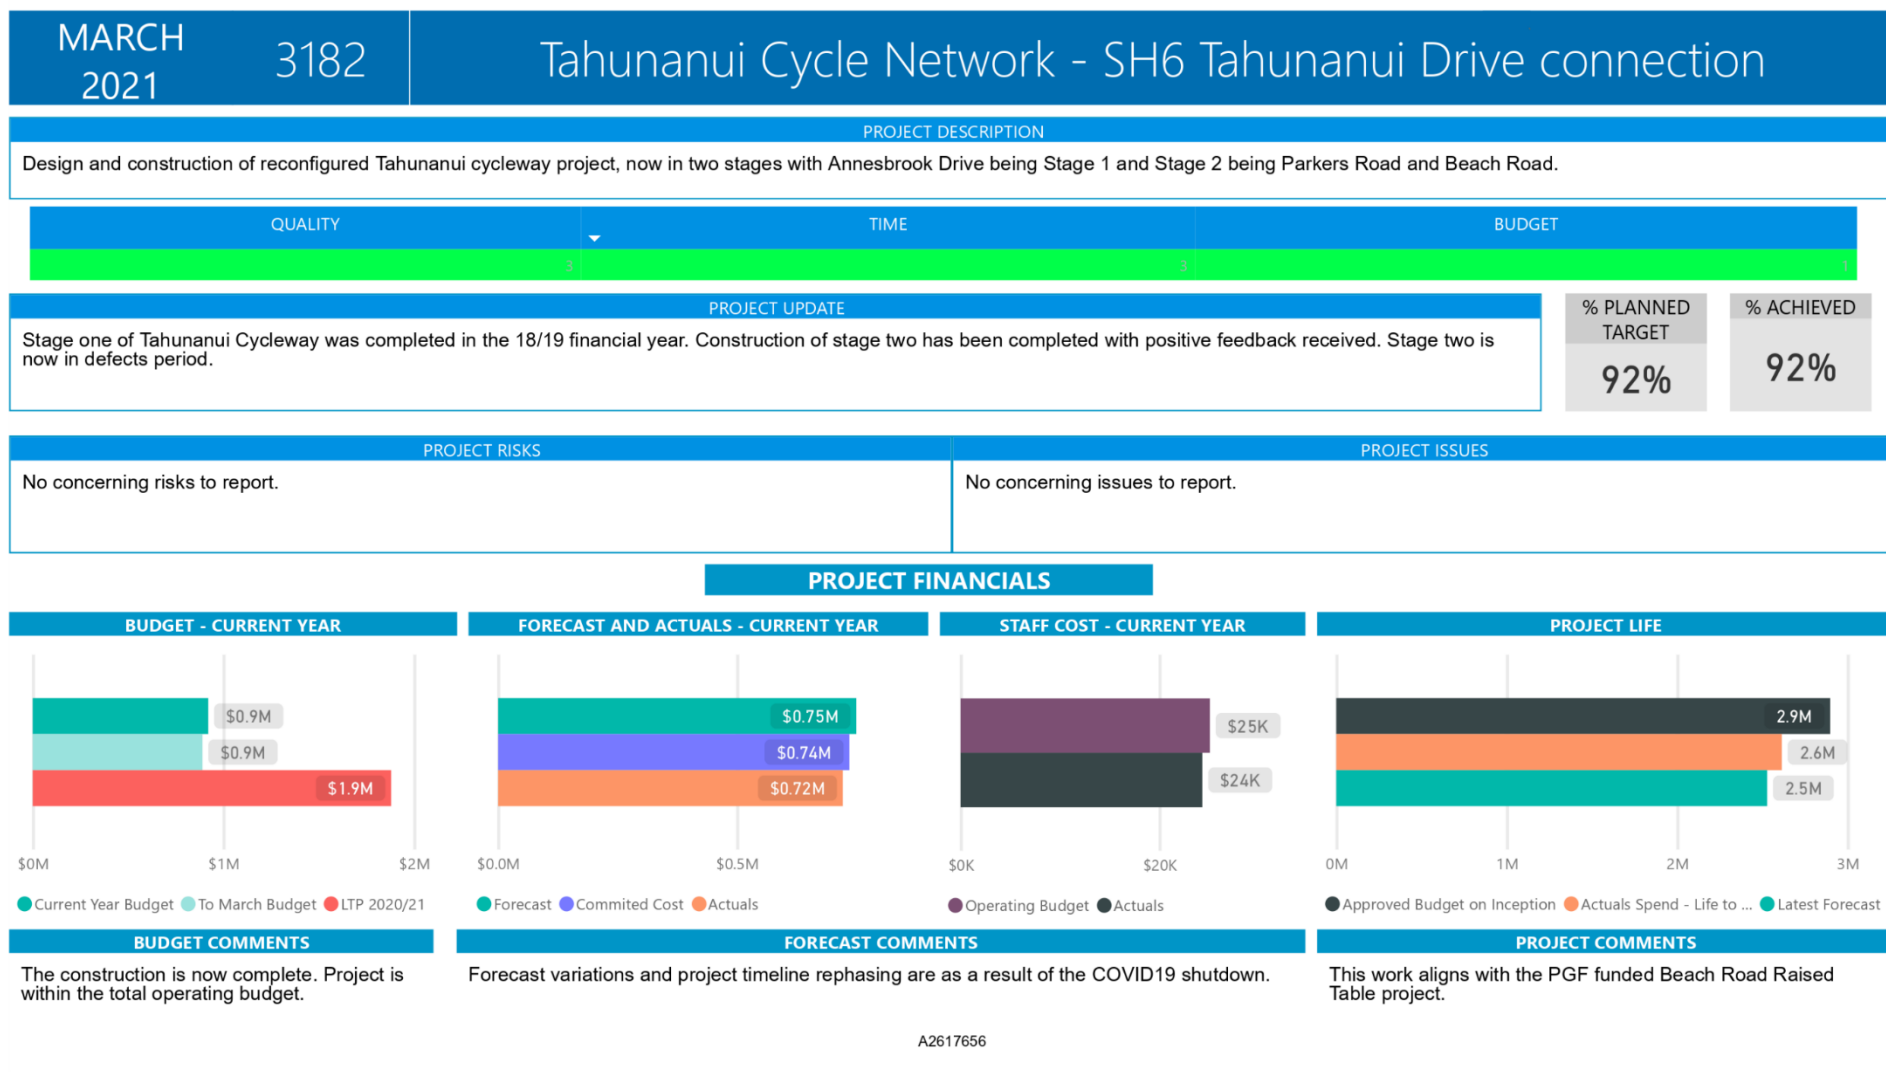 MARCH
2021
3182
Tahunanui Cycle Network - SH6 Tahunanui Drive connection
PROJECT DESCRIPTION
Design and construction of reconfigured Tahunanui cycleway project, now in two stages with Annesbrook Drive being Stage 1 and Stage 2 being Parkers Road and Beach Road.
QUALITY
TIME
BUDGET
3
3
1
PROJECT UPDATE
Stage one of Tahunanui Cycleway was completed in the 18/19 financial year. Construction of stage two has been completed with positive feedback received. Stage two is
now in defects period.
% PLANNED
TARGET
92%
% ACHIEVED
92%
PROJECT RISKS
No concerning risks to report.
PROJECT ISSUES
No concerning issues to report.
PROJECT FINANCIALS
BUDGET - CURRENT YEAR
$0.9M
$0.9M
$1.9M
$0M $1M $2M
Current Year Budget To March Budget LTP 2020/21
FORECAST AND ACTUALS - CURRENT YEAR
$0.75M
$0.74M
$0.72M
$0.0M $0.5M
Forecast Commited Cost Actuals
STAFF COST - CURRENT YEAR
$25K
$24K
$0K $20K
Operating Budget Actuals
PROJECT LIFE
2.9M
2.6M
2.5M
0M 1M 2M 3M
Approved Budget on Inception Actuals Spend - Life to ... Latest Forecast
BUDGET COMMENTS
The construction is now complete. Project is
within the total operating budget.
FORECAST COMMENTS
Forecast variations and project timeline rephasing are as a result of the COVID19 shutdown.
PROJECT COMMENTS
This work aligns with the PGF funded Beach Road Raised
Table project.
A2617656